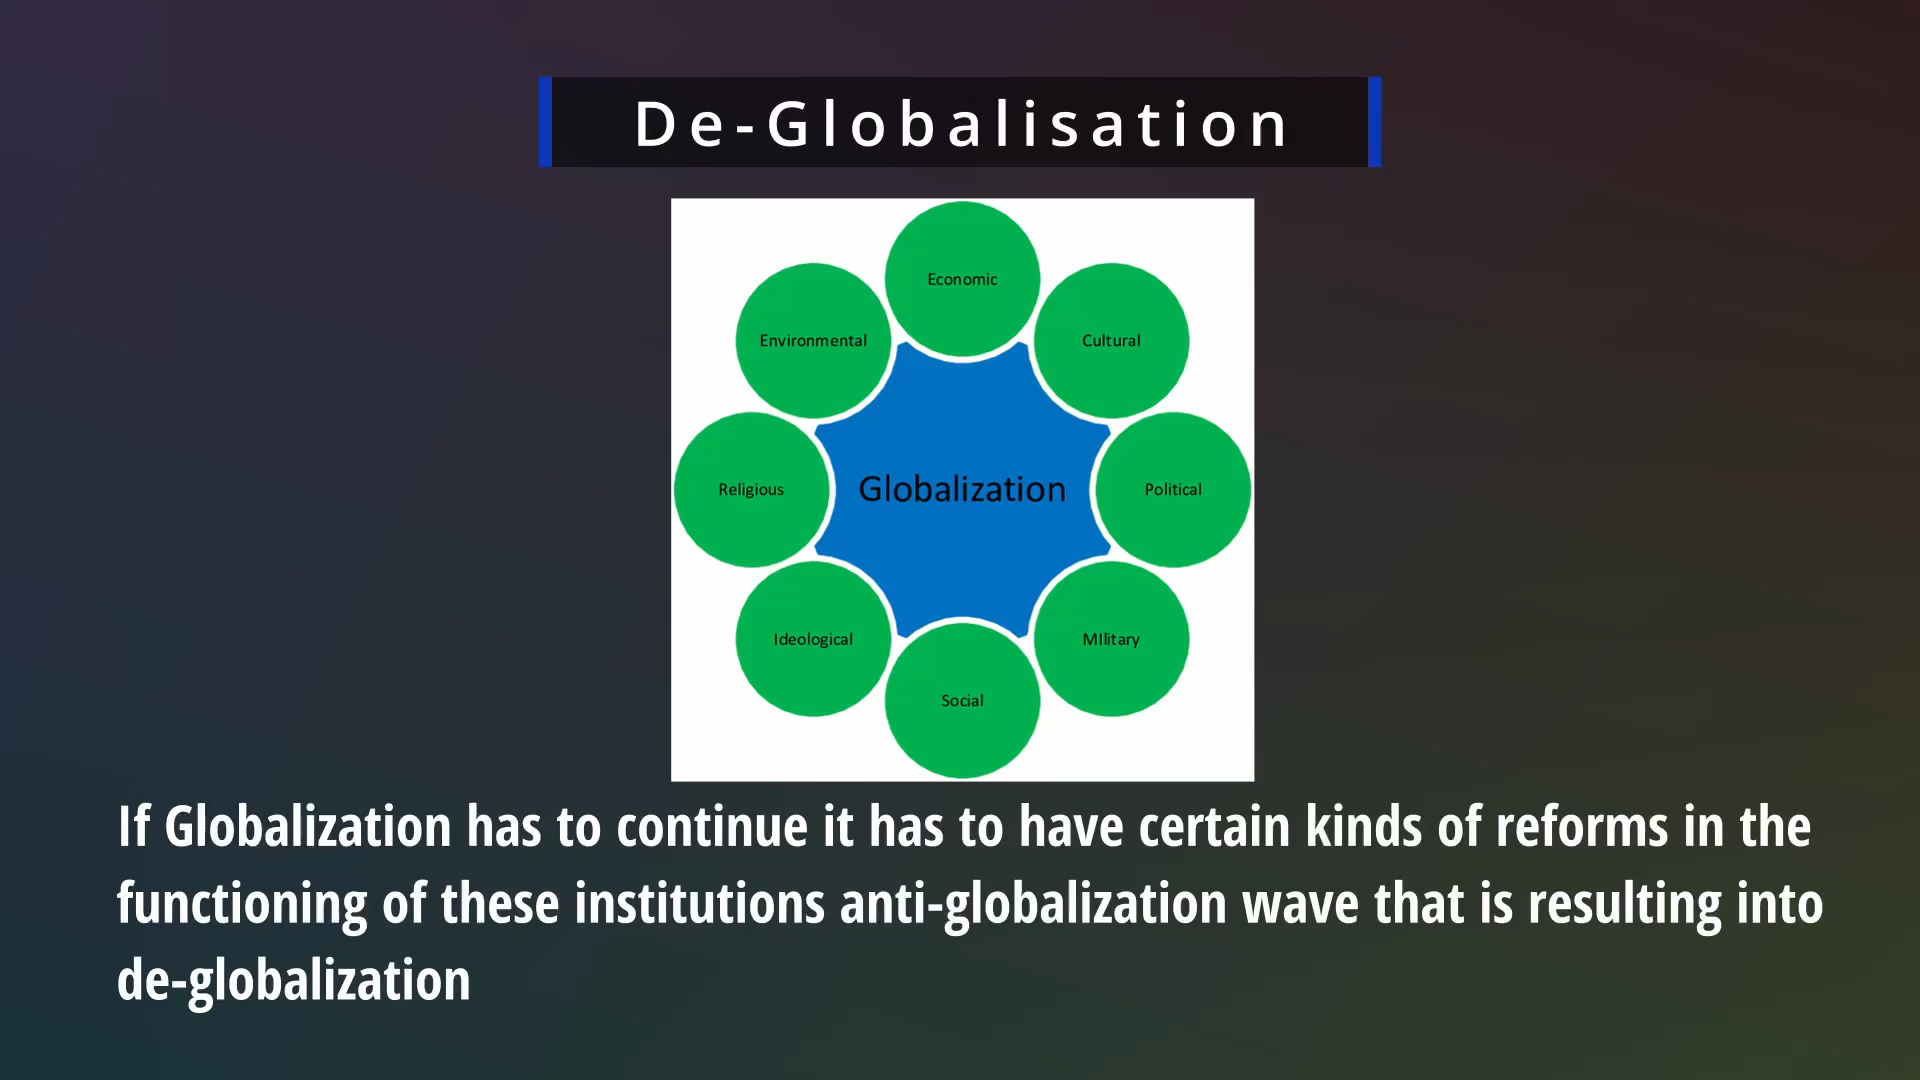 De-Globalisation
Economic
Environmental
Cultural
Religious
Globalization
Political
Ideological
MIlitary
Social
If Globalization has to continue it has to have certain kinds of reforms in the
functioning of these institutions anti-globalization wave that is resulting into
de-globalization